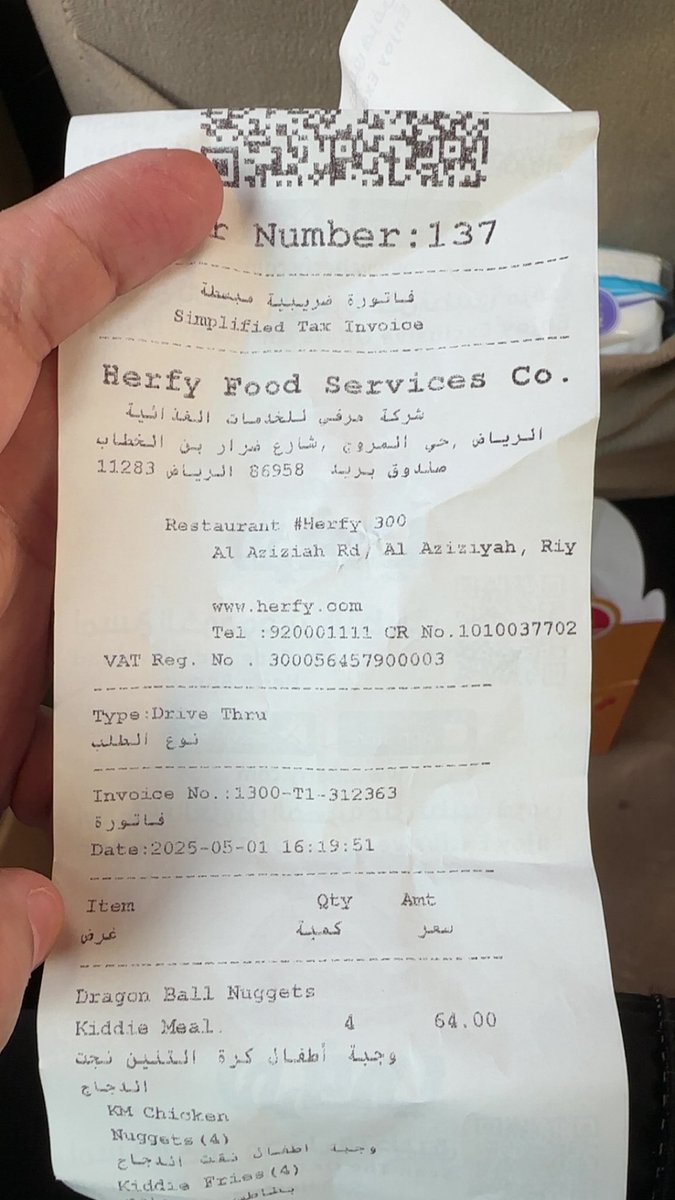 r Number:137
فاتورة ضريبية مبسطة
Simplified Tax Invoice
Herfy Food Services Co.
شركة هرفي للخدمات الغذائية
الرياض ,حي المروج ,شارع ضرار بن الخطاب
صندوق بريد 86958 الرياض 11283
Restaurant #Herfy 300
Al Aziziah Rd, Al Aziziyah, Riy
www.herfy.com
Tel :920001111 CR No.1010037702
VAT Reg. No . 300056457900003
Type:Drive Thru
نوع الطلب
Invoice No.:1300-T1-312363
فاتورة
Date:2025-05-01 16:19:51
Item Qty Amt
غرض كمية سعر
Dragon Ball Nuggets
Kiddie Meal. 4 64.00
وجبة أطفال كرة التنين نجت
الدجاج
KM Chicken
Nuggets(4)
وجبة اطفال نقت الدجاج
Kiddie Fries(4)